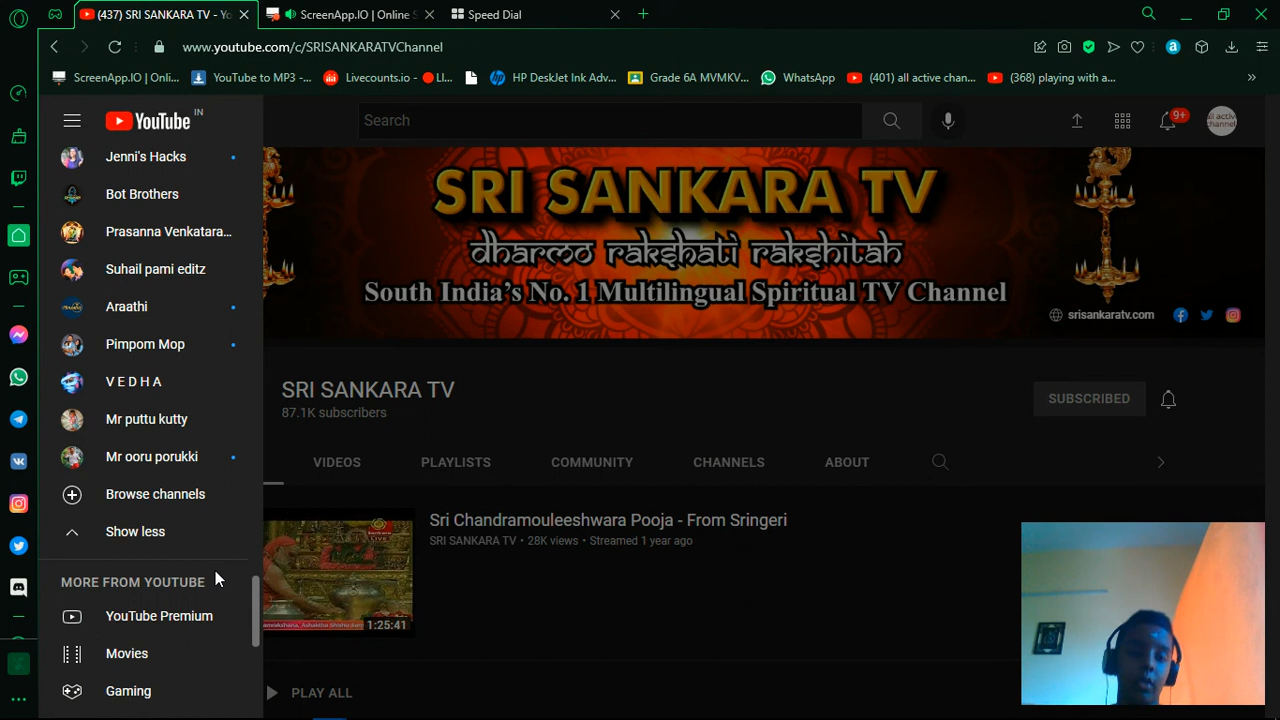 (437) SRI SANKARA TV - Yo
ScreenApp.IO | Online S
Speed Dial
www.youtube.com/c/SRISANKARATVChannel
ScreenApp.IO | Onli...
YouTube to MP3 -...
Livecounts.io - 🔴LI...
HP DeskJet Ink Adv...
Grade 6A MVMKV...
WhatsApp
(401) all active chan...
(368) playing with a...
YouTube IN
Search
9+
all active channel
Jenni's Hacks
Bot Brothers
Prasanna Venkatara...
Suhail pami editz
Araathi
Pimpom Mop
V E D H A
Mr puttu kutty
Mr ooru porukki
Browse channels
Show less
MORE FROM YOUTUBE
YouTube Premium
Movies
Gaming
SRI SANKARA TV
dharmo rakshati rakshitah
South India's No. 1 Multilingual Spiritual TV Channel
srisankaratv.com
SRI SANKARA TV
87.1K subscribers
SUBSCRIBED
VIDEOS
PLAYLISTS
COMMUNITY
CHANNELS
ABOUT
Sri Chandramouleeshwara Pooja - From Sringeri
SRI SANKARA TV • 28K views • Streamed 1 year ago
1:25:41
PLAY ALL